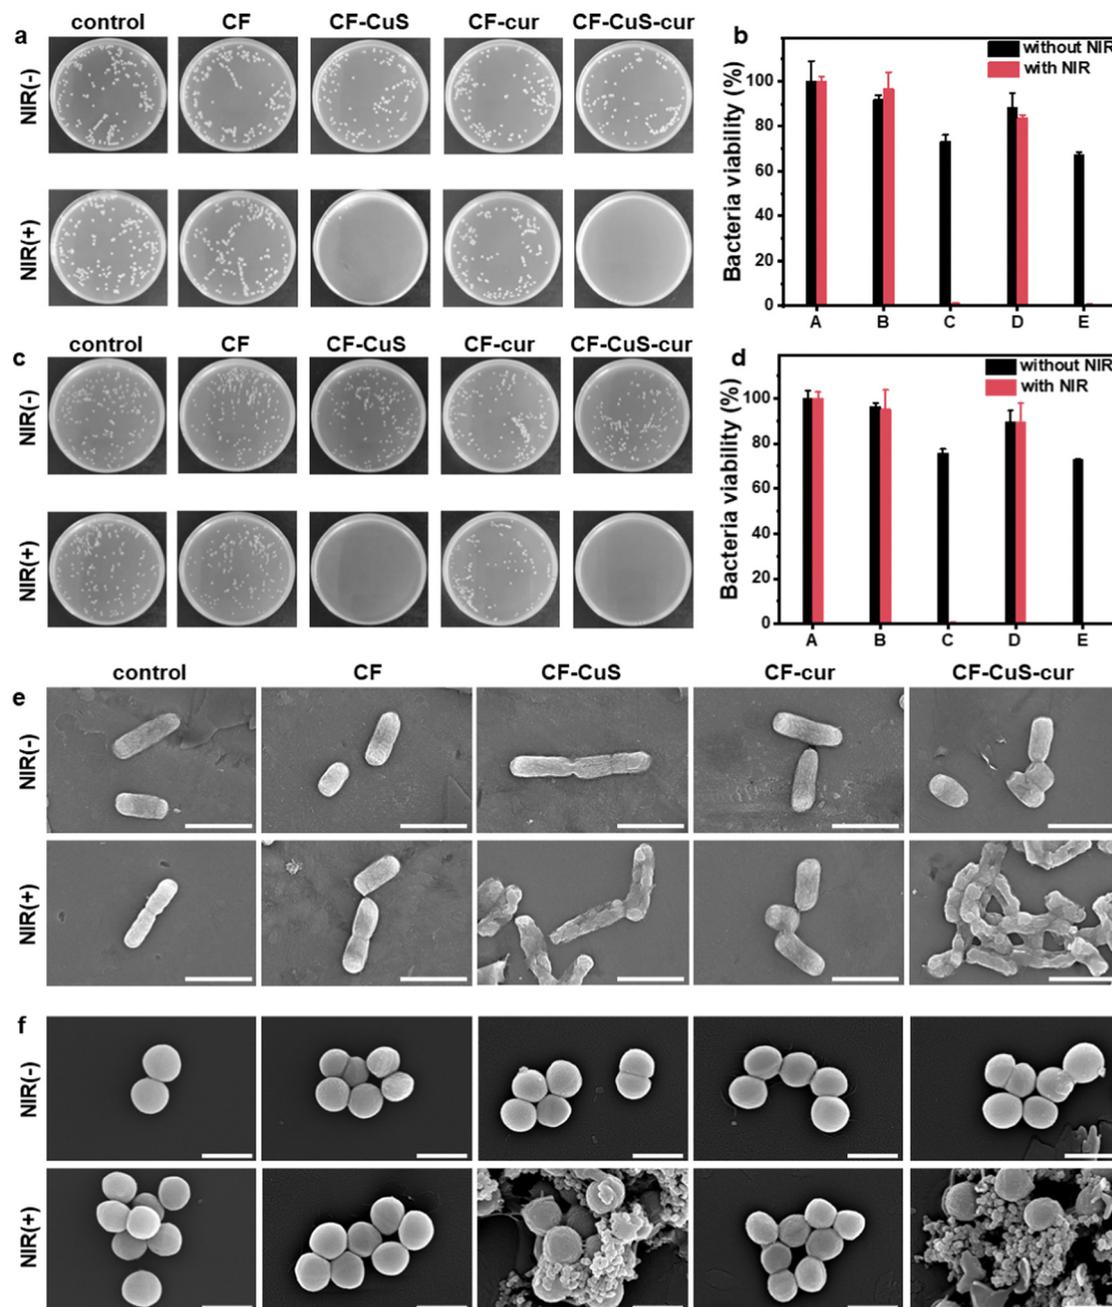 control CF CF-CuS CF-cur CF-CuS-cur
a
NIR(-)
NIR(+)
b
without NIR
with NIR
Bacteria viability (%)
100
80
60
40
20
0
A B C D E
control CF CF-CuS CF-cur CF-CuS-cur
c
NIR(-)
NIR(+)
d
without NIR
with NIR
Bacteria viability (%)
100
80
60
40
20
0
A B C D E
control CF CF-CuS CF-cur CF-CuS-cur
e
NIR(-)
NIR(+)
f
NIR(-)
NIR(+)